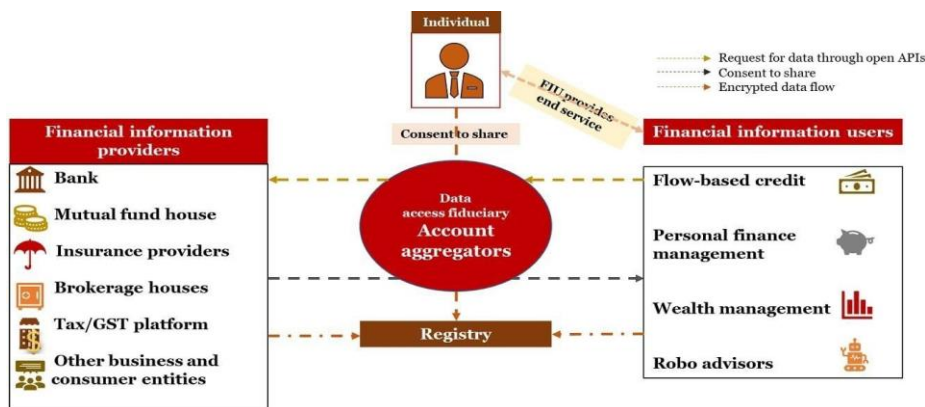 Individual
Request for data through open APIs
Consent to share
Encrypted data flow
FIU provides
end service
Consent to share
Financial information
providers
Bank
Mutual fund house
Insurance providers
Brokerage houses
Tax/GST platform
Other business and
consumer entities
Data
access fiduciary
Account
aggregators
Registry
Financial information users
Flow-based credit
Personal finance
management
Wealth management
Robo advisors